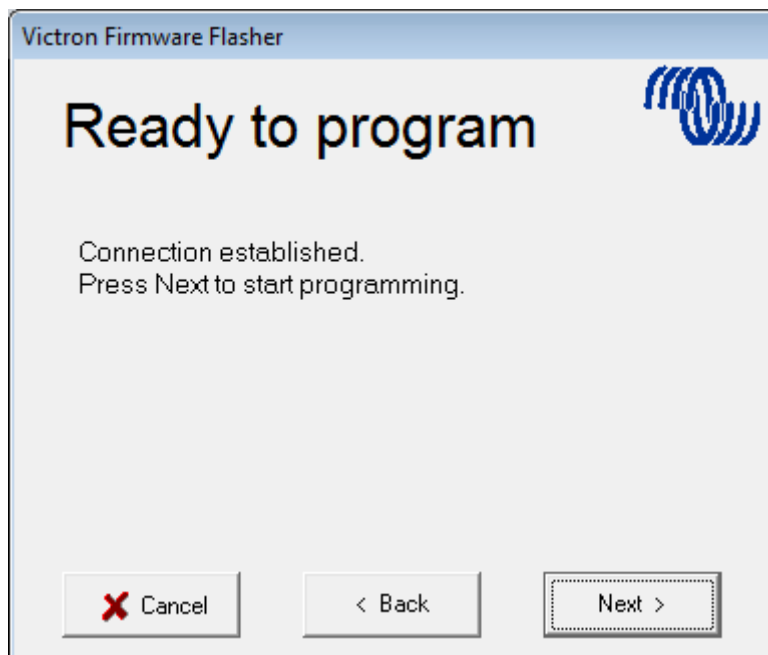 Victron Firmware Flasher
Ready to program
Connection established.
Press Next to start programming.
Cancel
< Back
Next >